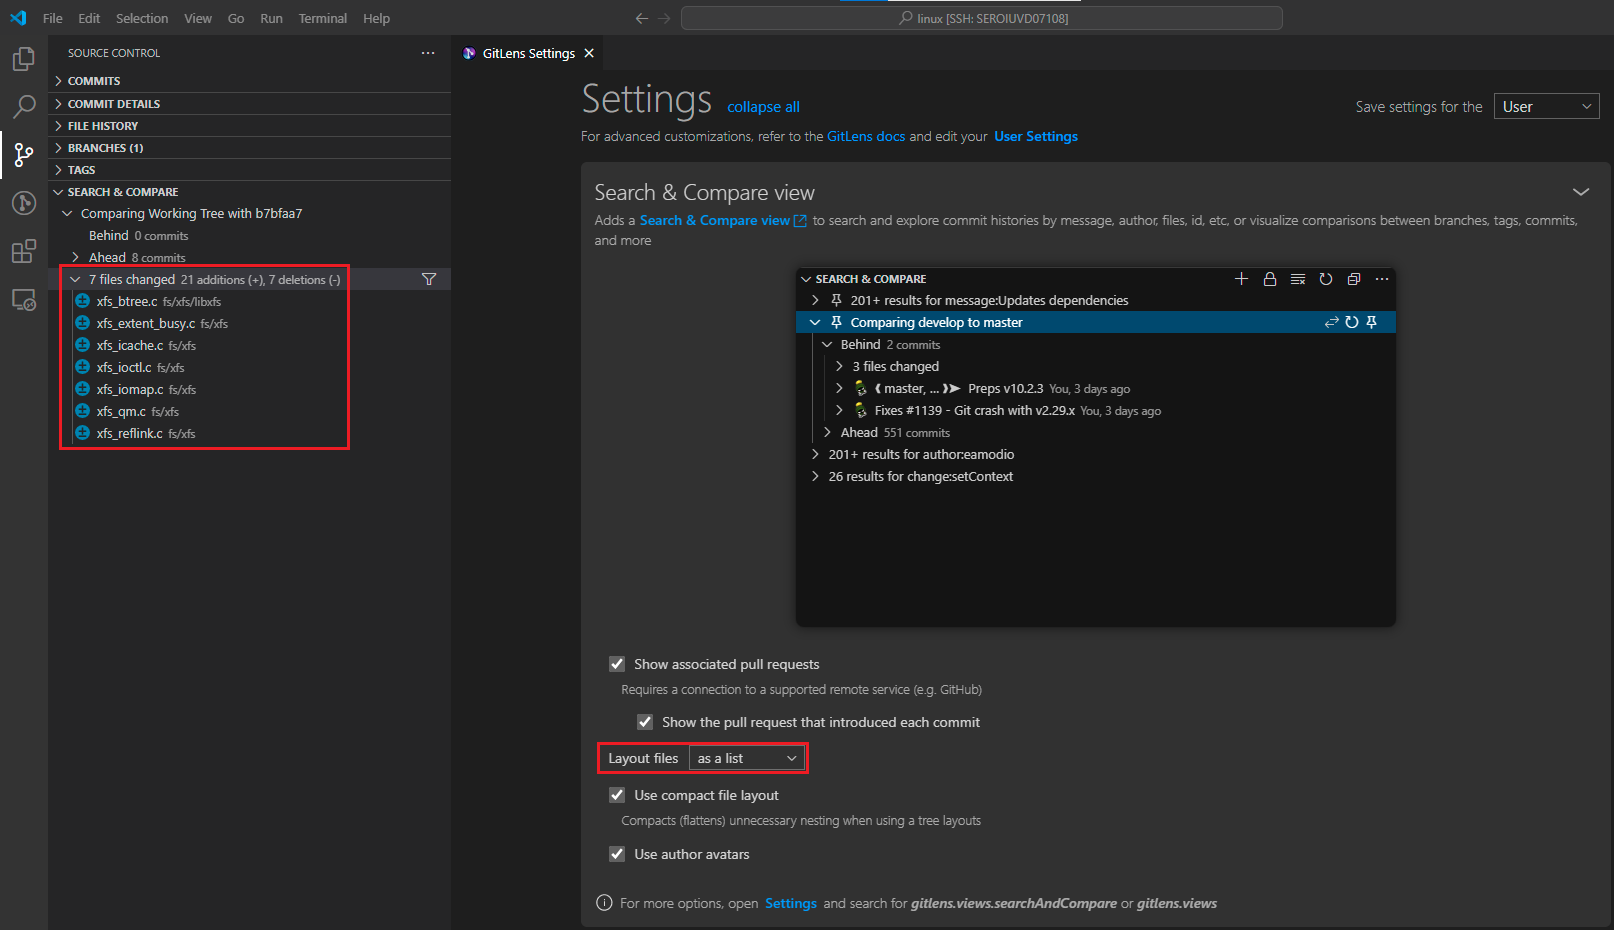 File Edit Selection View Go Run Terminal Help
linux [SSH: SEROIUVD07108]
SOURCE CONTROL
COMMITS
COMMIT DETAILS
FILE HISTORY
BRANCHES (1)
TAGS
SEARCH & COMPARE
Comparing Working Tree with b7bfaa7
Behind 0 commits
Ahead 8 commits
7 files changed 21 additions (+), 7 deletions (-)
xfs_btree.c fs/xfs/libxfs
xfs_extent_busy.c fs/xfs
xfs_icache.c fs/xfs
xfs_ioctl.c fs/xfs
xfs_iomap.c fs/xfs
xfs_qm.c fs/xfs
xfs_reflink.c fs/xfs
GitLens Settings
Settings collapse all
Save settings for the User
For advanced customizations, refer to the GitLens docs and edit your User Settings
Search & Compare view
Adds a Search & Compare view to search and explore commit histories by message, author, files, id, etc, or visualize comparisons between branches, tags, commits,
and more
SEARCH & COMPARE
201+ results for message:Updates dependencies
Comparing develop to master
Behind 2 commits
3 files changed
❰ master, ... ❱➤ Preps v10.2.3 You, 3 days ago
Fixes #1139 - Git crash with v2.29.x You, 3 days ago
Ahead 551 commits
201+ results for author:eamodio
26 results for change:setContext
Show associated pull requests
Requires a connection to a supported remote service (e.g. GitHub)
Show the pull request that introduced each commit
Layout files as a list
Use compact file layout
Compacts (flattens) unnecessary nesting when using a tree layouts
Use author avatars
For more options, open Settings and search for gitlens.views.searchAndCompare or gitlens.views